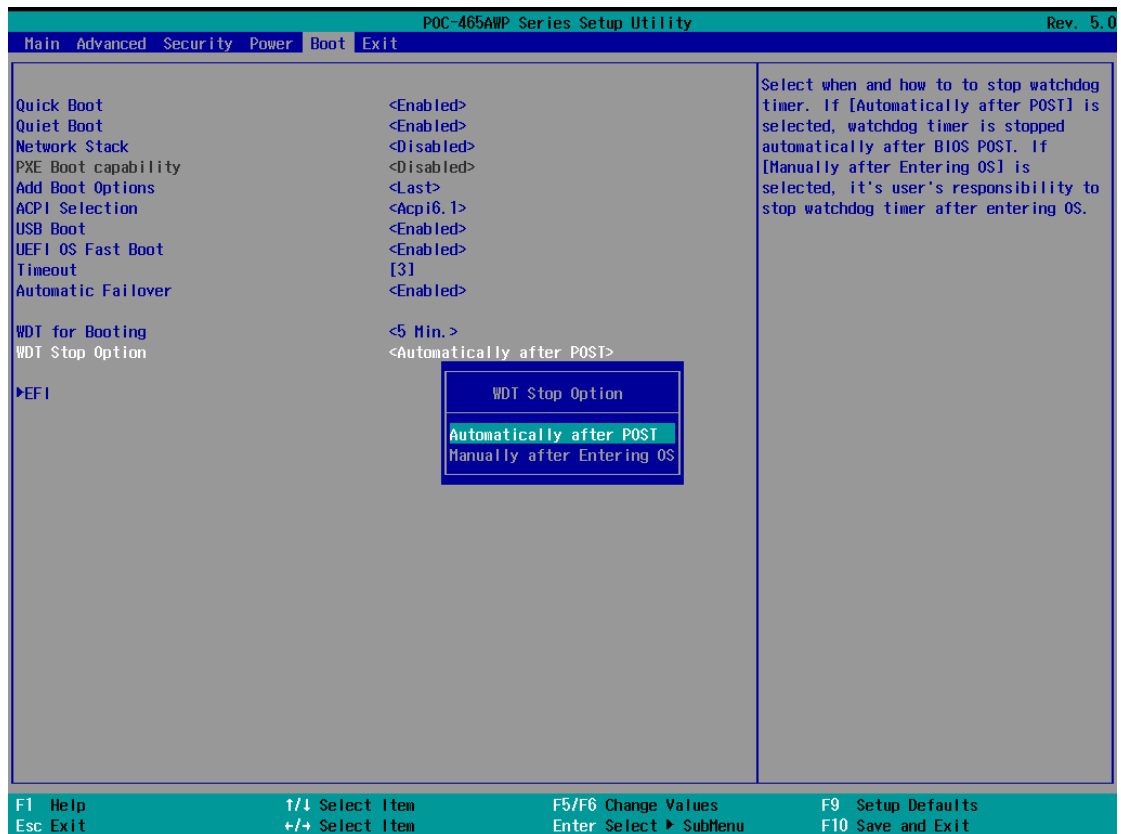 POC-465AWP Series Setup Utility Rev. 5.0
Main Advanced Security Power Boot Exit
Quick Boot <Enabled>
Quiet Boot <Enabled>
Network Stack <Disabled>
PXE Boot capability <Disabled>
Add Boot Options <Last>
ACPI Selection <Acpi6.1>
USB Boot <Enabled>
UEFI OS Fast Boot <Enabled>
Timeout [3]
Automatic Failover <Enabled>
WDT for Booting <5 Min.>
WDT Stop Option <Automatically after POST>
▶EFI
WDT Stop Option
Automatically after POST
Manually after Entering OS
Select when and how to to stop watchdog
timer. If [Automatically after POST] is
selected, watchdog timer is stopped
automatically after BIOS POST. If
[Manually after Entering OS] is
selected, it's user's responsibility to
stop watchdog timer after entering OS.
F1 Help ↑/↓ Select Item F5/F6 Change Values F9 Setup Defaults
Esc Exit ←/→ Select Item Enter Select ▶ SubMenu F10 Save and Exit